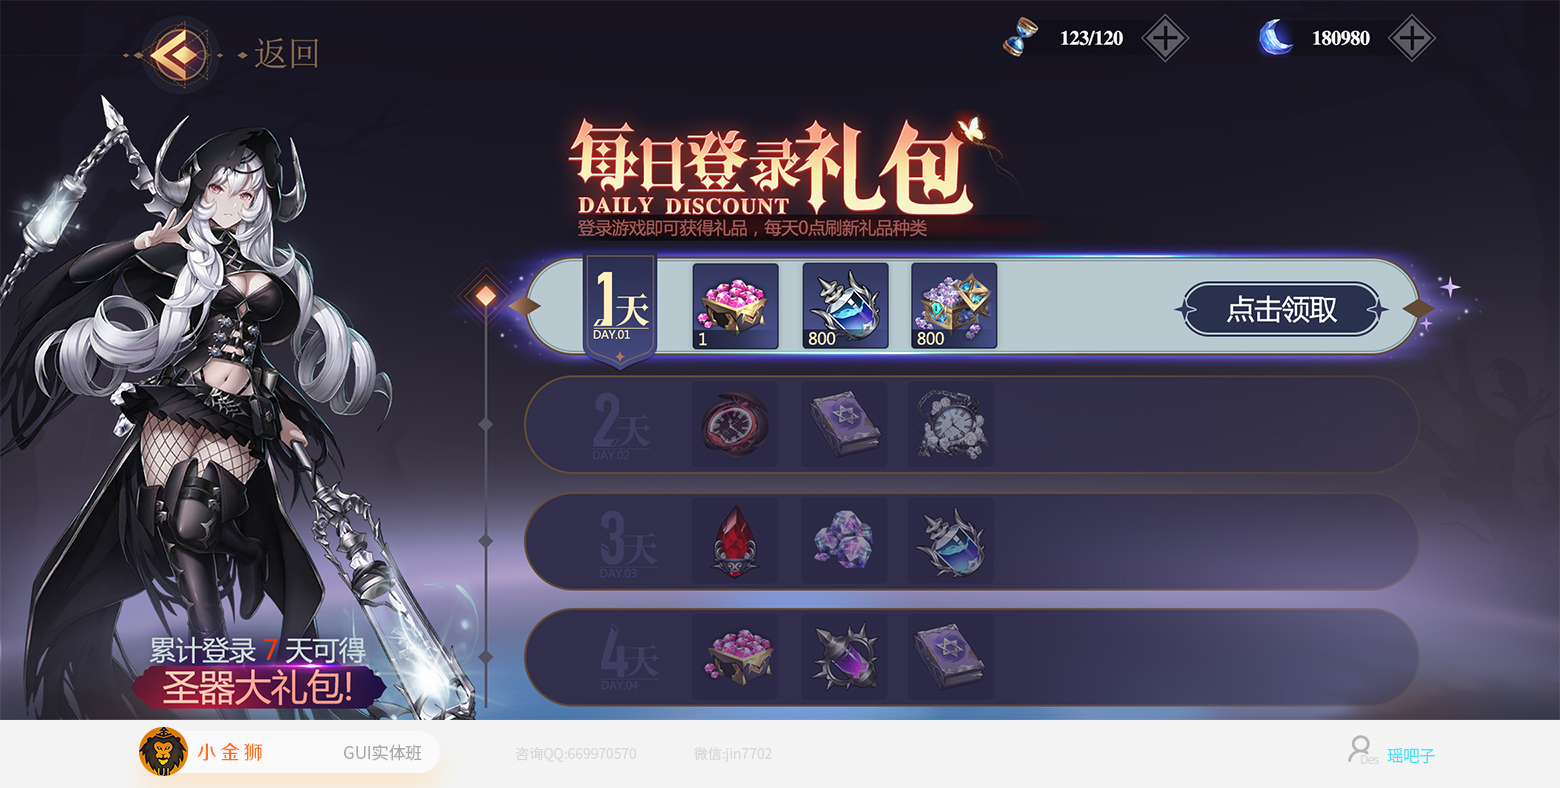 返回
123/120
180980
每日登录礼包
DAILY DISCOUNT
登录游戏即可获得礼品，每天0点刷新礼品种类
1天
DAY.01
1
800
800
点击领取
2天
DAY.02
3天
DAY.03
4天
DAY.04
累计登录 7 天可得
圣器大礼包!
UI
小金狮
GUI实体班
咨询QQ:669970570
微信:jin7702
Des
瑶吧子